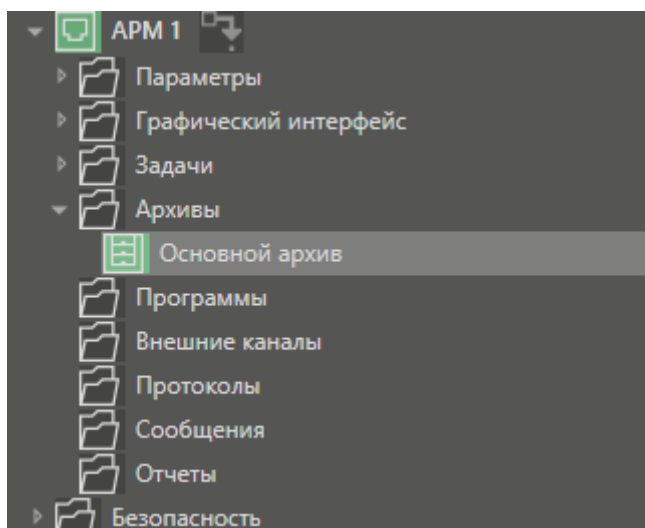 АРМ 1
Параметры
Графический интерфейс
Задачи
Архивы
Основной архив
Программы
Внешние каналы
Протоколы
Сообщения
Отчеты
Безопасность